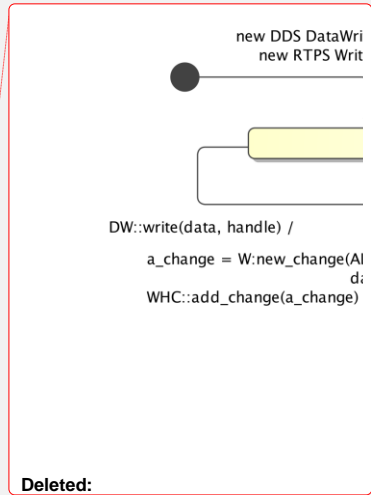 new DDS DataWri
new RTPS Writ
DW::write(data, handle) /
a_change = W:new_change(Al
da
WHC::add_change(a_change)
Deleted: